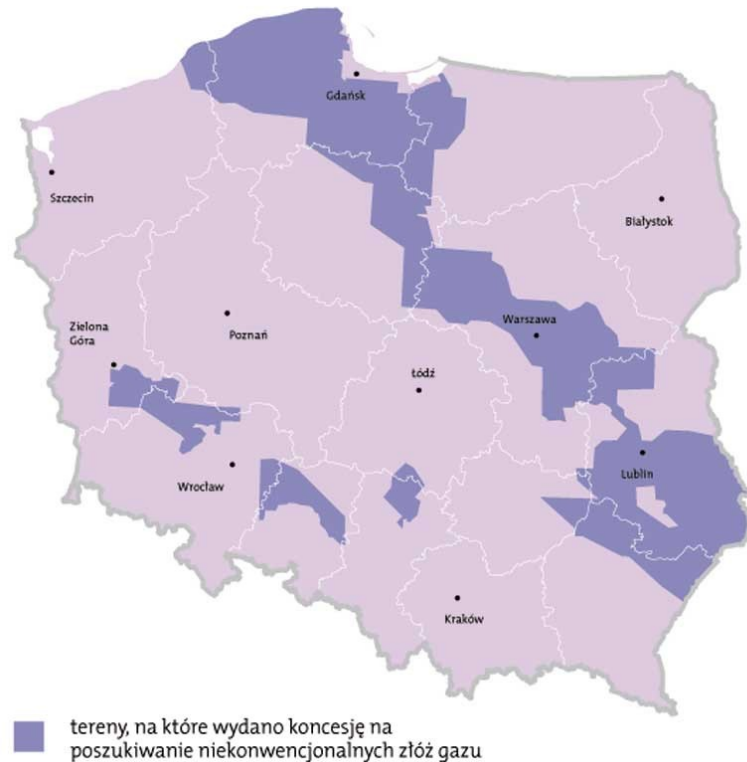 Gdańsk
Szczecin
Białystok
Warszawa
Zielona
Góra
Poznań
Łódź
Lublin
Wrocław
Kraków
tereny, na które wydano koncesję na
poszukiwanie niekonwencjonalnych złóż gazu